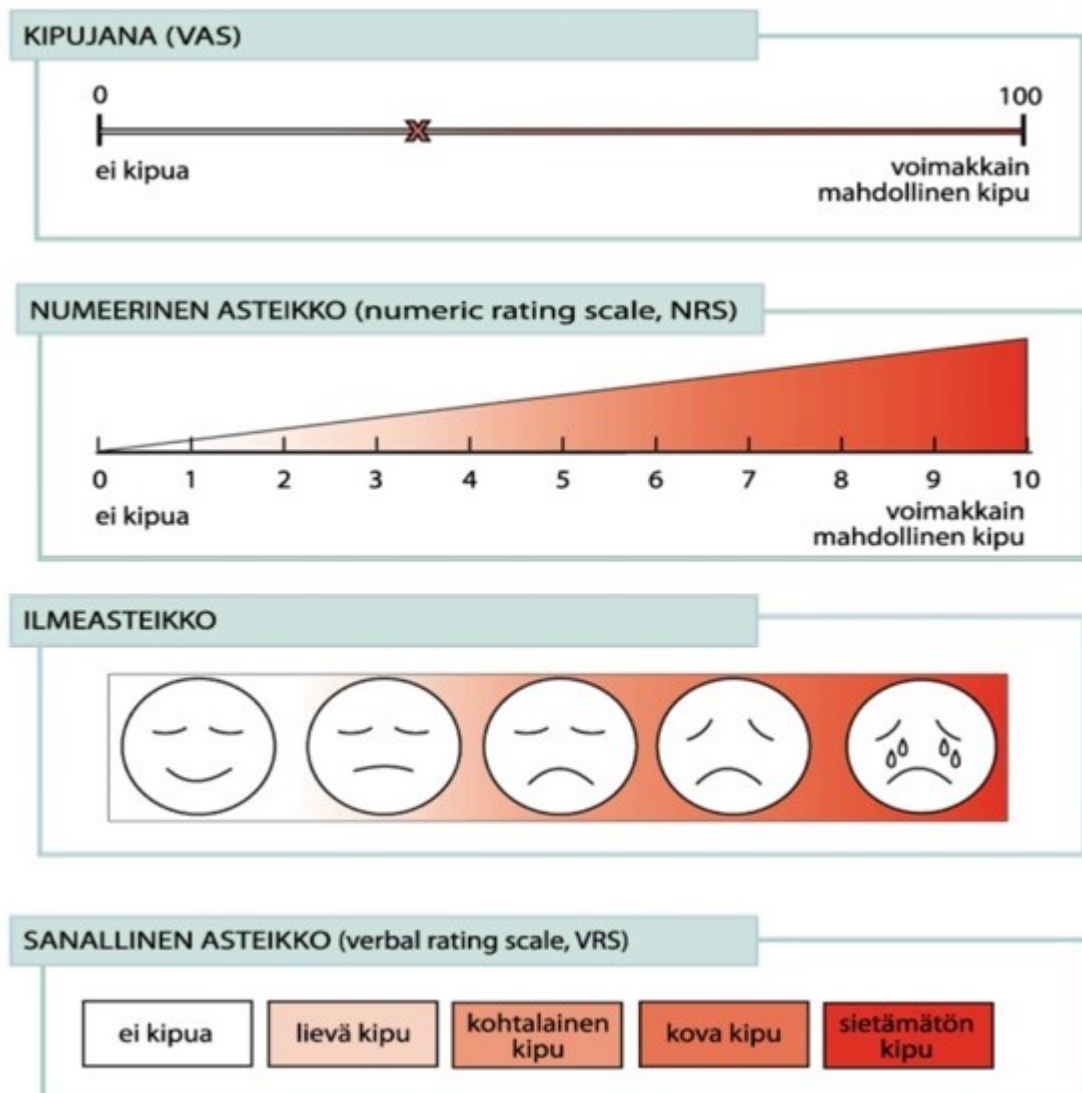 KIPUJANA (VAS)
0 100
ei kipua voimakkain
mahdollinen kipu
NUMEERINEN ASTEIKKO (numeric rating scale, NRS)
0 1 2 3 4 5 6 7 8 9 10
ei kipua voimakkain
mahdollinen kipu
ILMEASTEIKKO
SANALLINEN ASTEIKKO (verbal rating scale, VRS)
ei kipua lievä kipu kohtalainen kova kipu sietämätön
kipu kipu